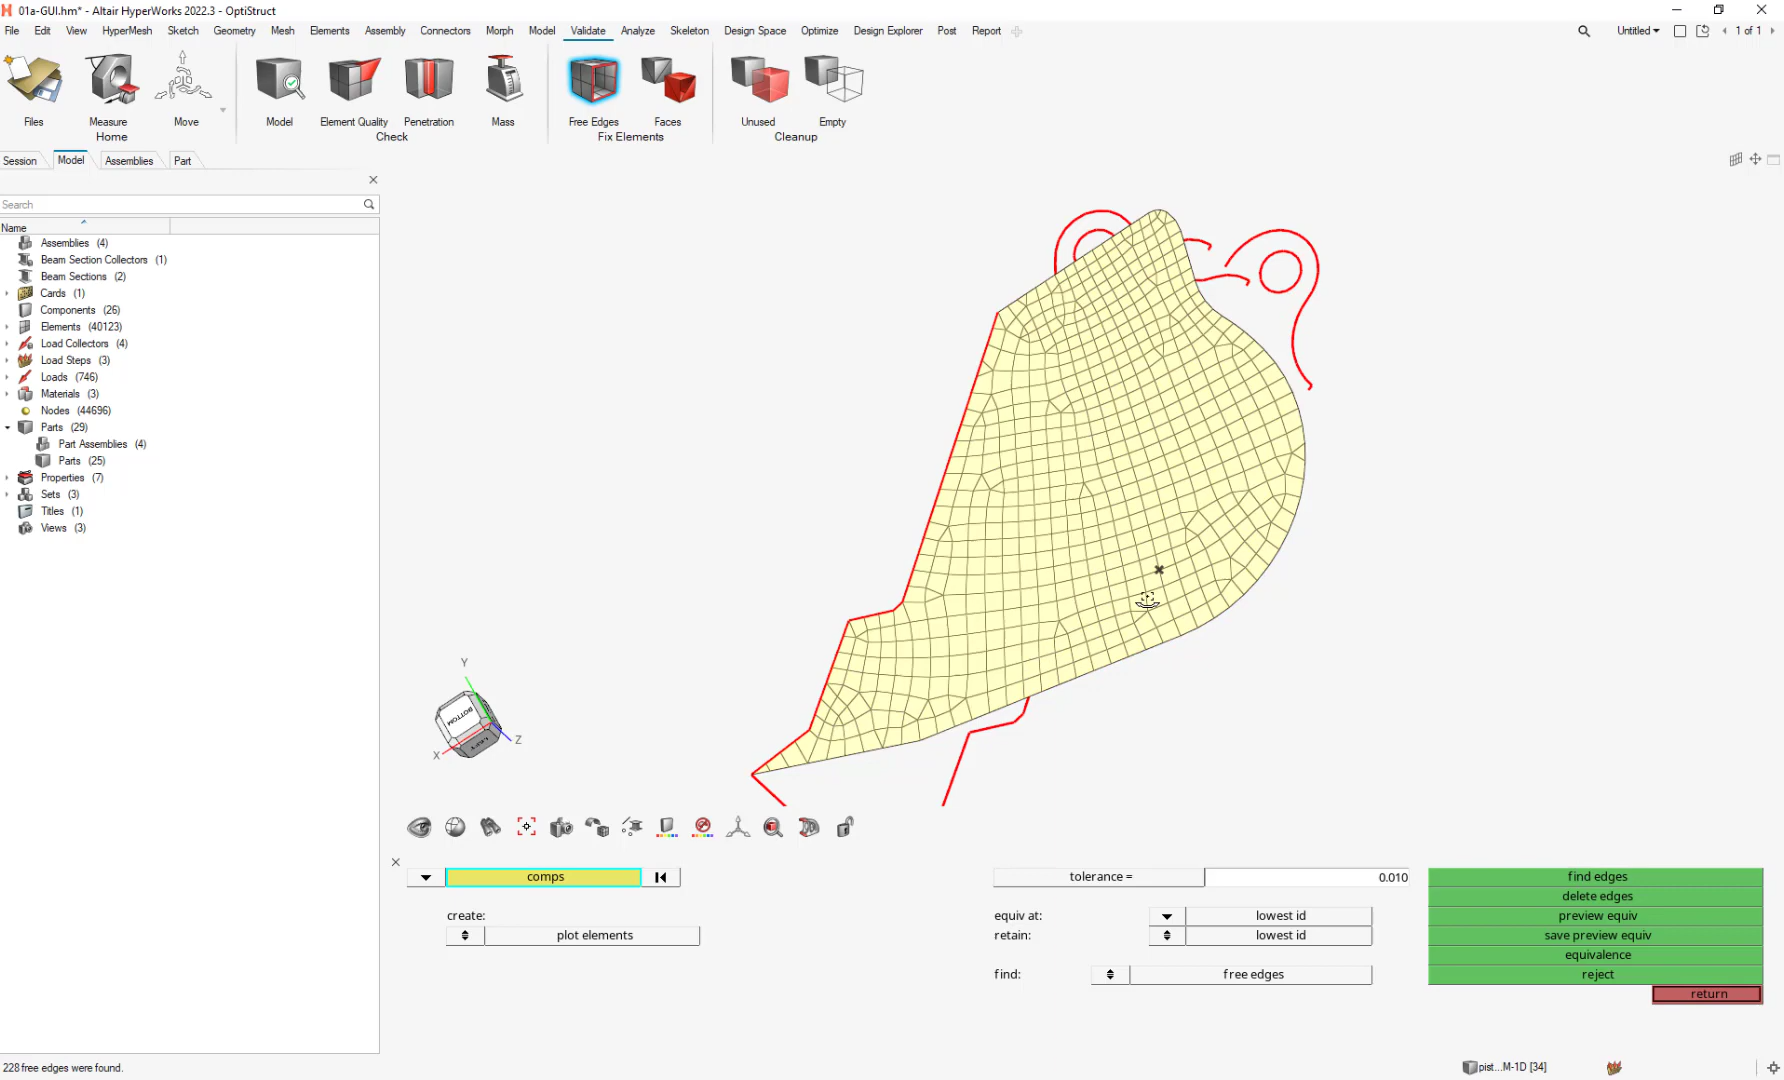 01a-GUI.hm* - Altair HyperWorks 2022.3 - OptiStruct
File Edit View HyperMesh Sketch Geometry Mesh Elements Assembly Connectors Morph Model Validate Analyze Skeleton Design Space Optimize Design Explorer Post Report Untitled 1 of 1
Files Measure Move Model Element Quality Penetration Mass Free Edges Faces Unused Empty
Home Check Fix Elements Cleanup
Session Model Assemblies Part
Search
Name
Assemblies (4)
Beam Section Collectors (1)
Beam Sections (2)
Cards (1)
Components (26)
Elements (40123)
Load Collectors (4)
Load Steps (3)
Loads (746)
Materials (3)
Nodes (44696)
Parts (29)
Part Assemblies (4)
Parts (25)
Properties (7)
Sets (3)
Titles (1)
Views (3)
Y
BOTTOM
LEFT
X
Z
comps tolerance = 0.010 find edges
delete edges
create: equiv at: lowest id preview equiv
plot elements retain: lowest id save preview equiv
equivalence
find: free edges reject
return
228 free edges were found. pist...M-1D [34]